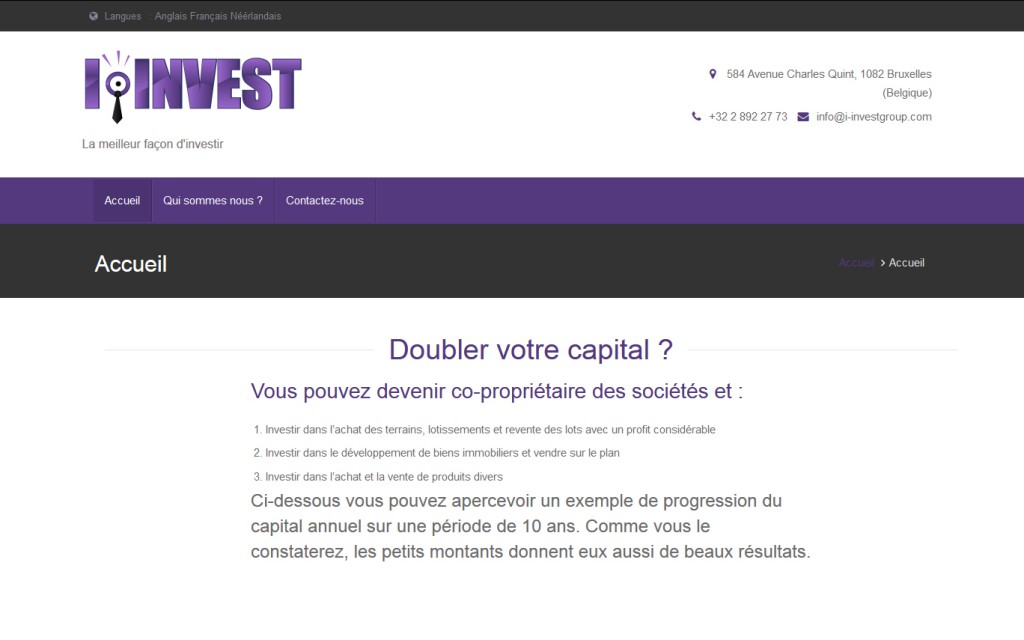 Langues : Anglais Français Néérlandais
I INVEST
La meilleur façon d'investir
584 Avenue Charles Quint, 1082 Bruxelles
(Belgique)
+32 2 892 27 73 info@i-investgroup.com
Accueil Qui sommes nous ? Contactez-nous
Accueil
Accueil > Accueil
Doubler votre capital ?
Vous pouvez devenir co-propriétaire des sociétés et :
1. Investir dans l'achat des terrains, lotissements et revente des lots avec un profit considérable
2. Investir dans le développement de biens immobiliers et vendre sur le plan
3. Investir dans l'achat et la vente de produits divers
Ci-dessous vous pouvez apercevoir un exemple de progression du
capital annuel sur une période de 10 ans. Comme vous le
constaterez, les petits montants donnent eux aussi de beaux résultats.